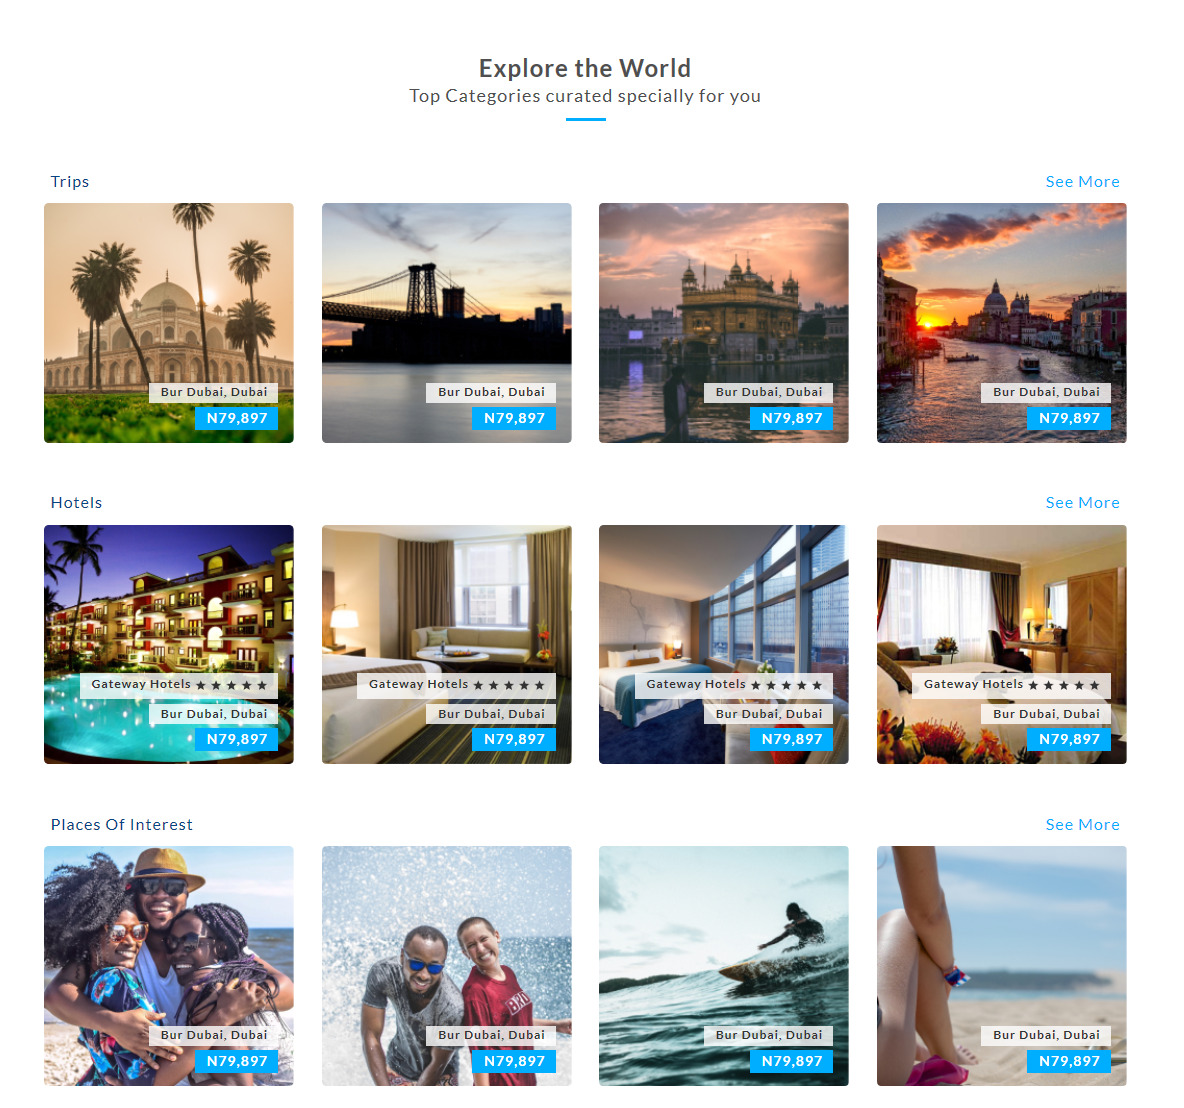 Explore the World
Top Categories curated specially for you
Trips
See More
Bur Dubai, Dubai
N79,897
Bur Dubai, Dubai
N79,897
Bur Dubai, Dubai
N79,897
Bur Dubai, Dubai
N79,897
Hotels
See More
Gateway Hotels ★ ★ ★ ★ ★
Bur Dubai, Dubai
N79,897
Gateway Hotels ★ ★ ★ ★ ★
Bur Dubai, Dubai
N79,897
Gateway Hotels ★ ★ ★ ★ ★
Bur Dubai, Dubai
N79,897
Gateway Hotels ★ ★ ★ ★ ★
Bur Dubai, Dubai
N79,897
Places Of Interest
See More
Bur Dubai, Dubai
N79,897
Bur Dubai, Dubai
N79,897
Bur Dubai, Dubai
N79,897
Bur Dubai, Dubai
N79,897